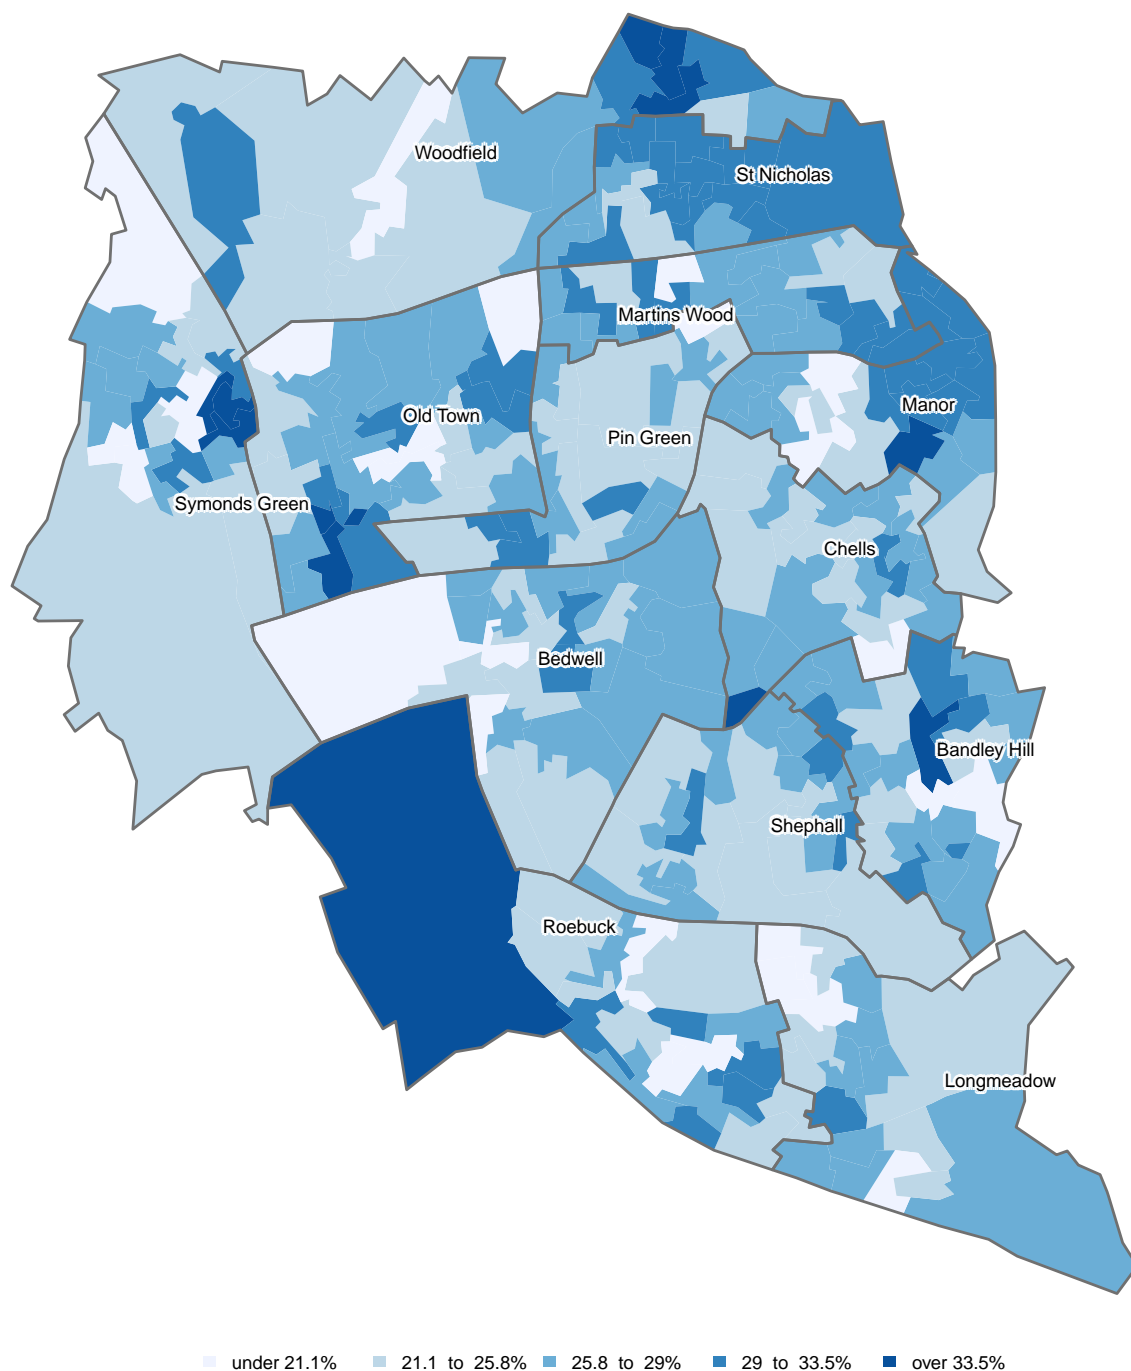 Woodfield
St Nicholas
Martins Wood
Manor
Old Town
Pin Green
Symonds Green
Chells
Bedwell
Bandley Hill
Shephall
Roebuck
Longmeadow
under 21.1% 21.1 to 25.8% 25.8 to 29% 29 to 33.5% over 33.5%